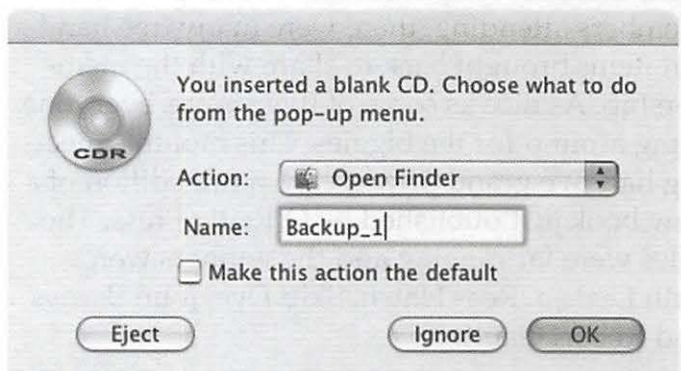 You inserted a blank CD. Choose what to do
from the pop-up menu.
CDR
Action: Open Finder
Name: Backup_1
Make this action the default
Eject Ignore OK